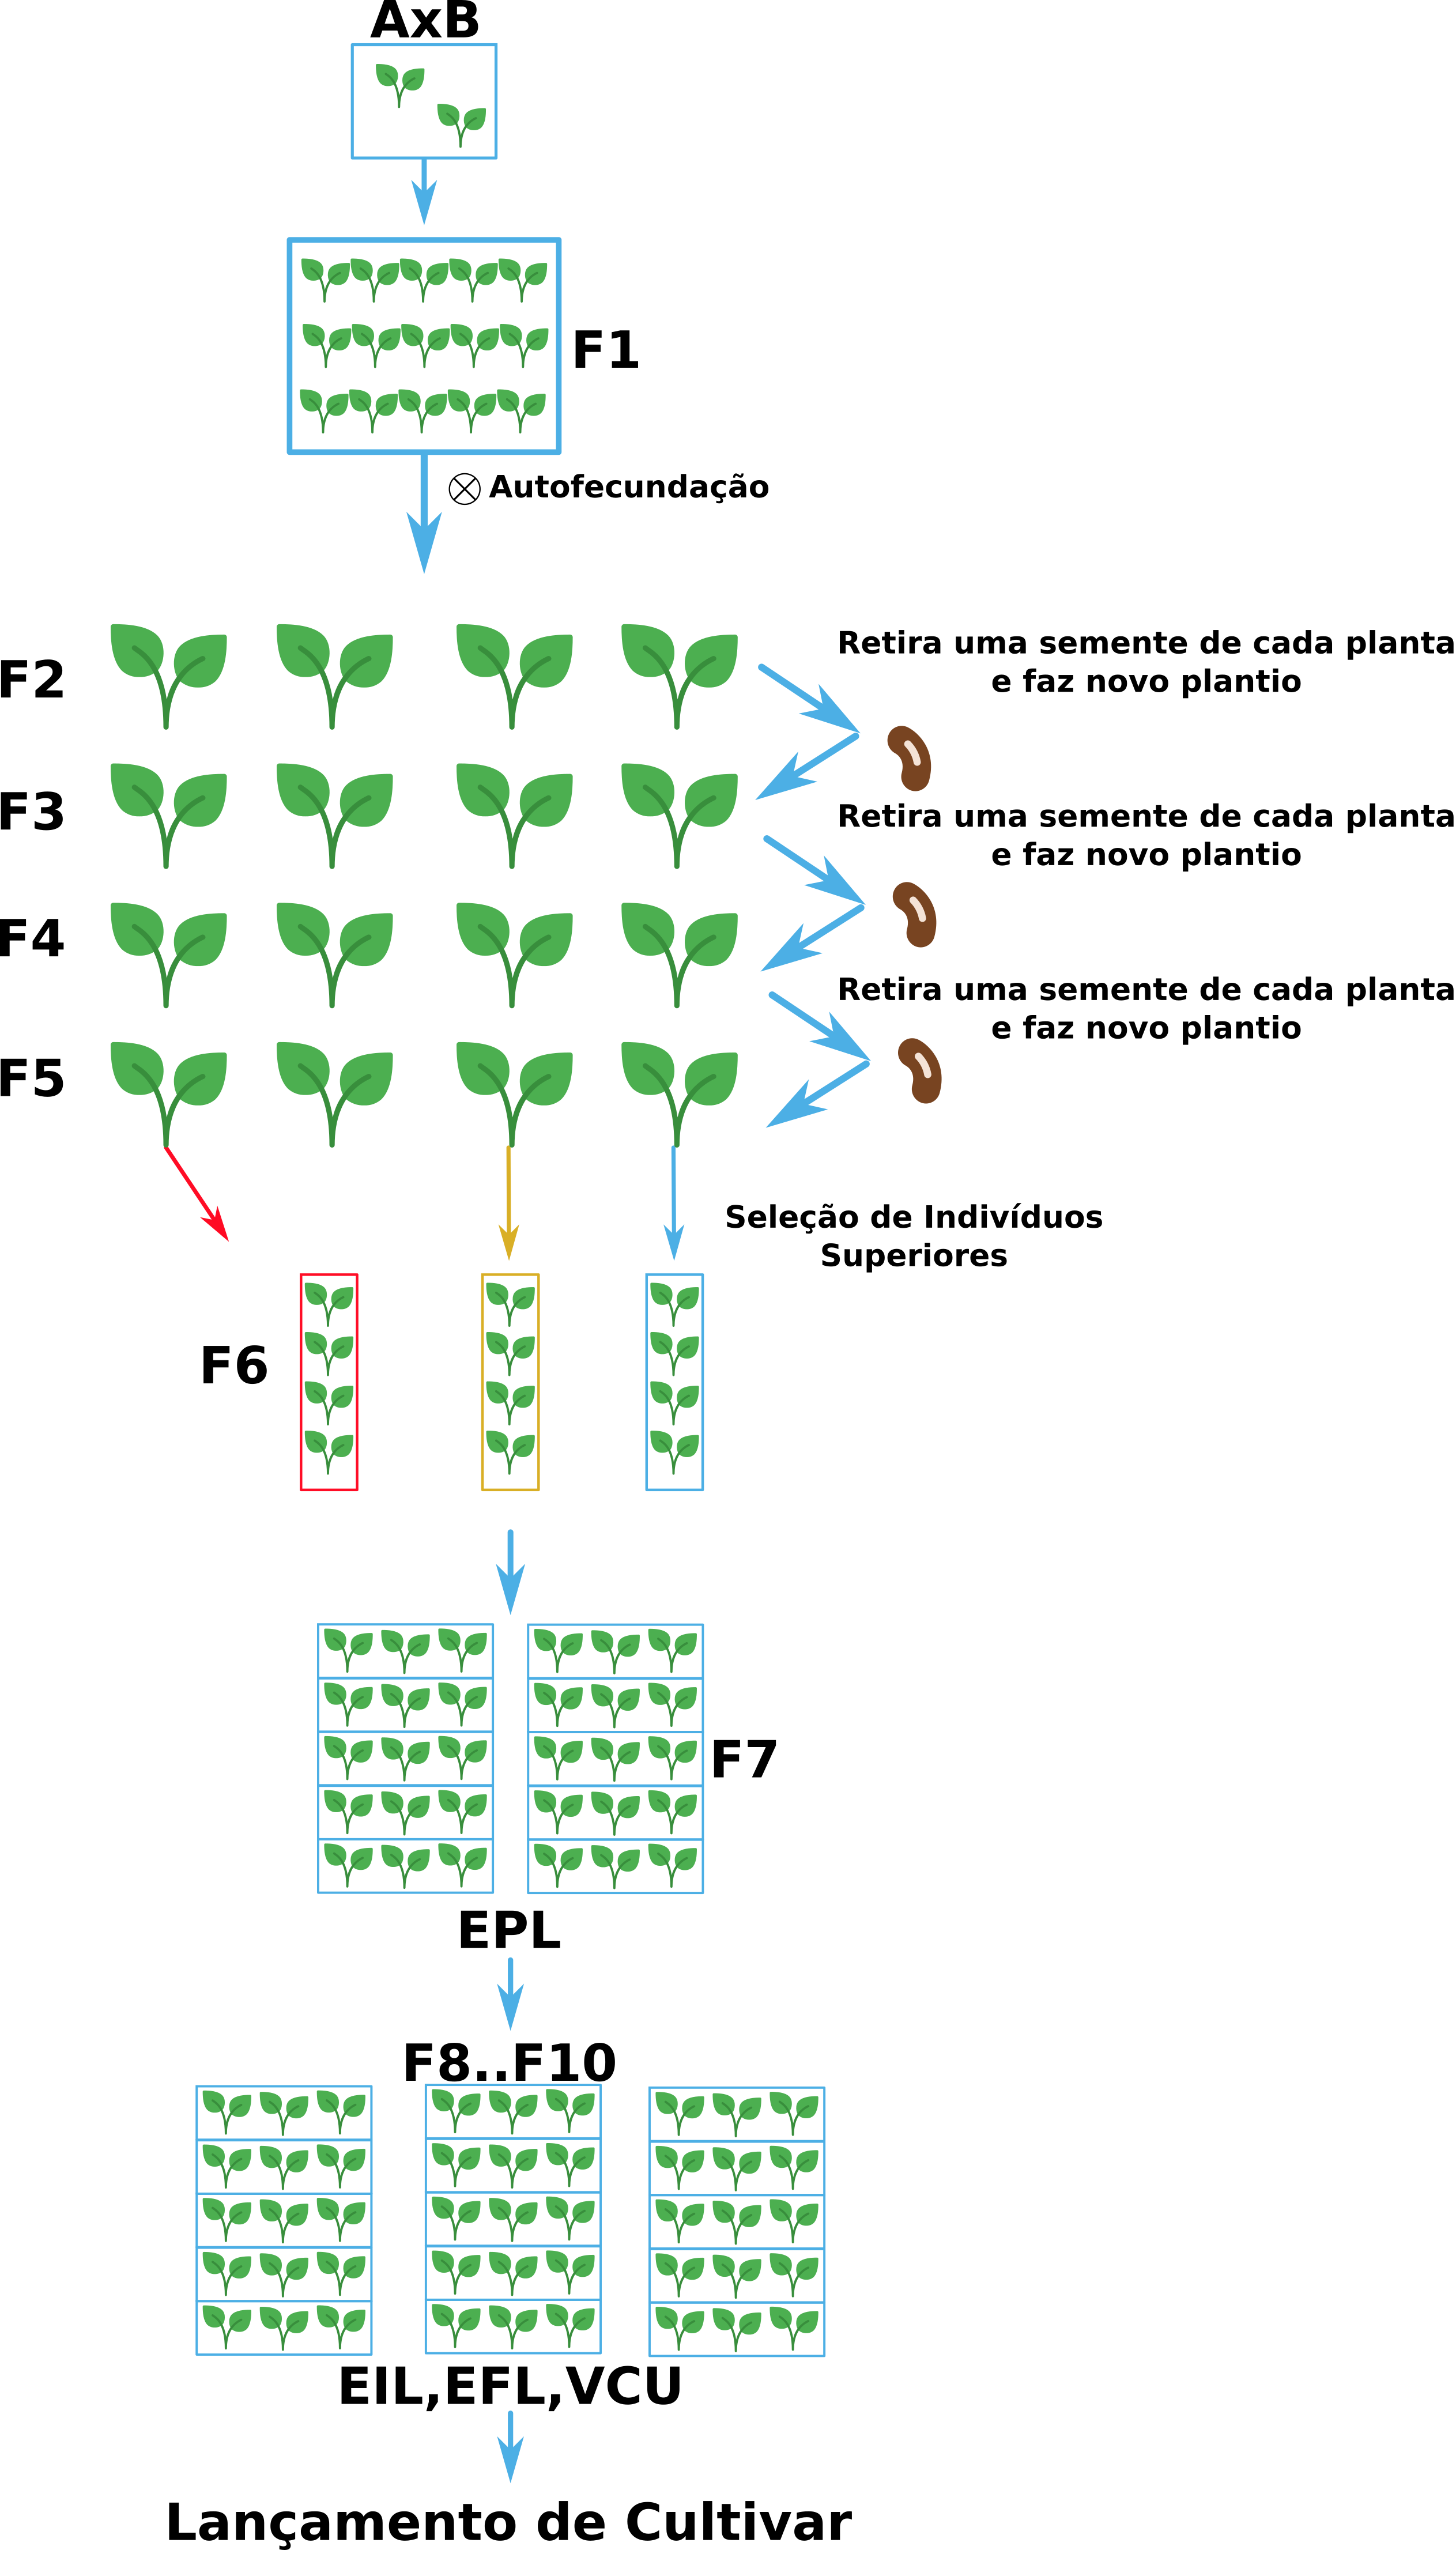 AxB
F1
Autofecundação
F2
Retira uma semente de cada planta
e faz novo plantio
F3
Retira uma semente de cada planta
e faz novo plantio
F4
Retira uma semente de cada planta
e faz novo plantio
F5
Seleção de Indivíduos
Superiores
F6
F7
EPL
F8..F10
EIL,EFL,VCU
Lançamento de Cultivar